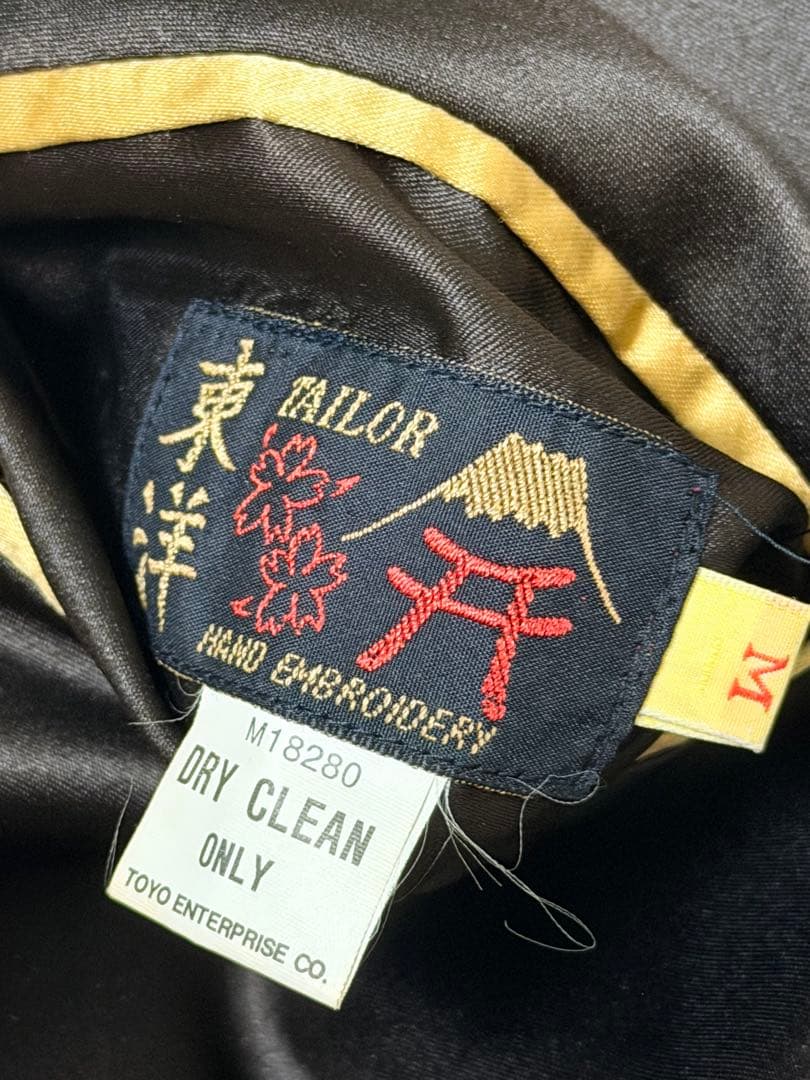 東洋
TAILOR
HAND EMBROIDERY
M
M18280
DRY CLEAN
ONLY
TOYO ENTERPRISE CO.